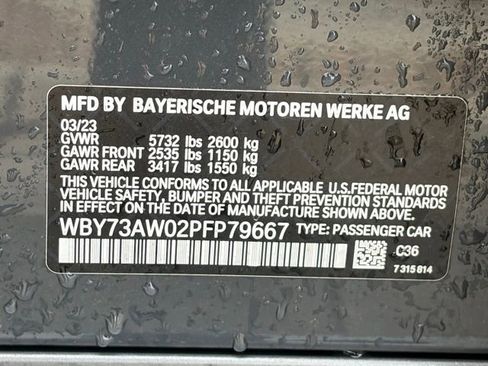 MFD BY BAYERISCHE MOTOREN WERKE AG
03/23
GVWR 5732 lbs 2600 kg
GAWR FRONT 2535 lbs 1150 kg
GAWR REAR 3417 lbs 1550 kg
THIS VEHICLE CONFORMS TO ALL APPLICABLE U.S.FEDERAL MOTOR
VEHICLE SAFETY, BUMPER AND THEFT PREVENTION STANDARDS IN
EFFECT ON THE DATE OF MANUFACTURE SHOWN ABOVE.
WBY73AW02PFP79667 TYPE: PASSENGER CAR
C36
7 315 814